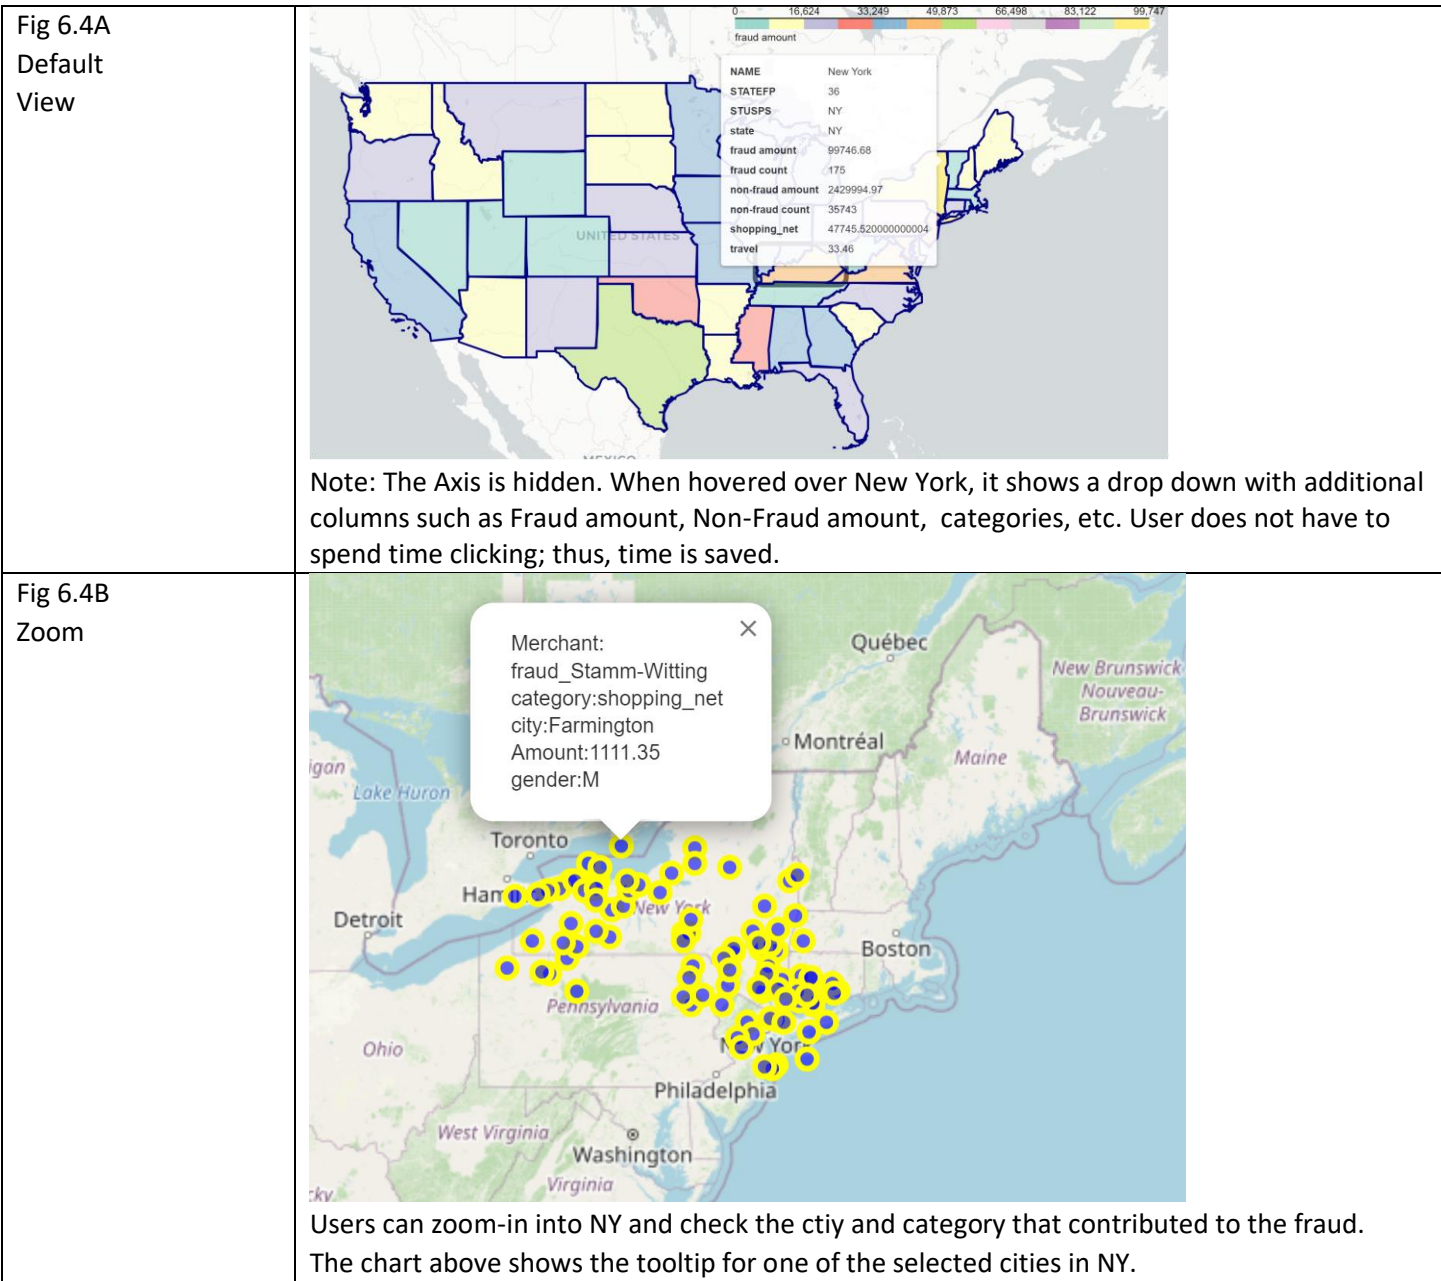 Fig 6.4A
Default
View
0 16,624 33,249 49,873 66,498 83,122 99,747
fraud amount
NAME New York
STATEFP 36
STUSPS NY
state NY
fraud amount 99746.68
fraud count 175
non-fraud amount 2429994.97
non-fraud count 35743
shopping_net 47745.520000000004
travel 33.46
UNITED STATES
MEXICO
Note: The Axis is hidden. When hovered over New York, it shows a drop down with additional
columns such as Fraud amount, Non-Fraud amount, categories, etc. User does not have to
spend time clicking; thus, time is saved.
Fig 6.4B
Zoom
Merchant:
fraud_Stamm-Witting
category:shopping_net
city:Farmington
Amount:1111.35
gender:M
Québec
New Brunswick
Nouveau-
Brunswick
Montréal
Maine
igan
Lake Huron
Toronto
Ham
New York
Detroit
Boston
Pennsylvania
New York
Ohio
Philadelphia
West Virginia
Washington
Virginia
cky
Users can zoom-in into NY and check the ctiy and category that contributed to the fraud.
The chart above shows the tooltip for one of the selected cities in NY.